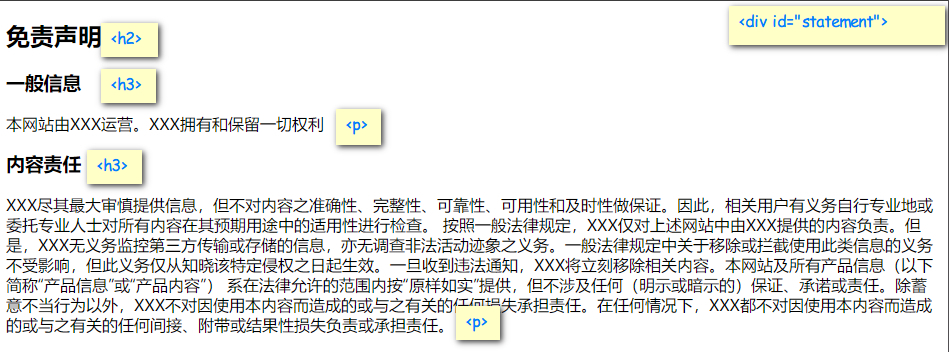 <div id="statement">
免责声明 <h2>
一般信息 <h3>
本网站由XXX运营。XXX拥有和保留一切权利 <p>
内容责任 <h3>
XXX尽其最大审慎提供信息，但不对内容之准确性、完整性、可靠性、可用性和及时性做保证。因此，相关用户有义务自行专业地或
委托专业人士对所有内容在其预期用途中的适用性进行检查。 按照一般法律规定，XXX仅对上述网站中由XXX提供的内容负责。但
是，XXX无义务监控第三方传输或存储的信息，亦无调查非法活动迹象之义务。一般法律规定中关于移除或拦截使用此类信息的义务
不受影响，但此义务仅从知晓该特定侵权之日起生效。一旦收到违法通知，XXX将立刻移除相关内容。本网站及所有产品信息（以下
简称“产品信息”或“产品内容”） 系在法律允许的范围内按“原样如实”提供，但不涉及任何（明示或暗示的）保证、承诺或责任。除蓄
意不当行为以外，XXX不对因使用本内容而造成的或与之有关的任何损失承担责任。在任何情况下，XXX都不对因使用本内容而造成
的或与之有关的任何间接、附带或结果性损失负责或承担责任。 <p>